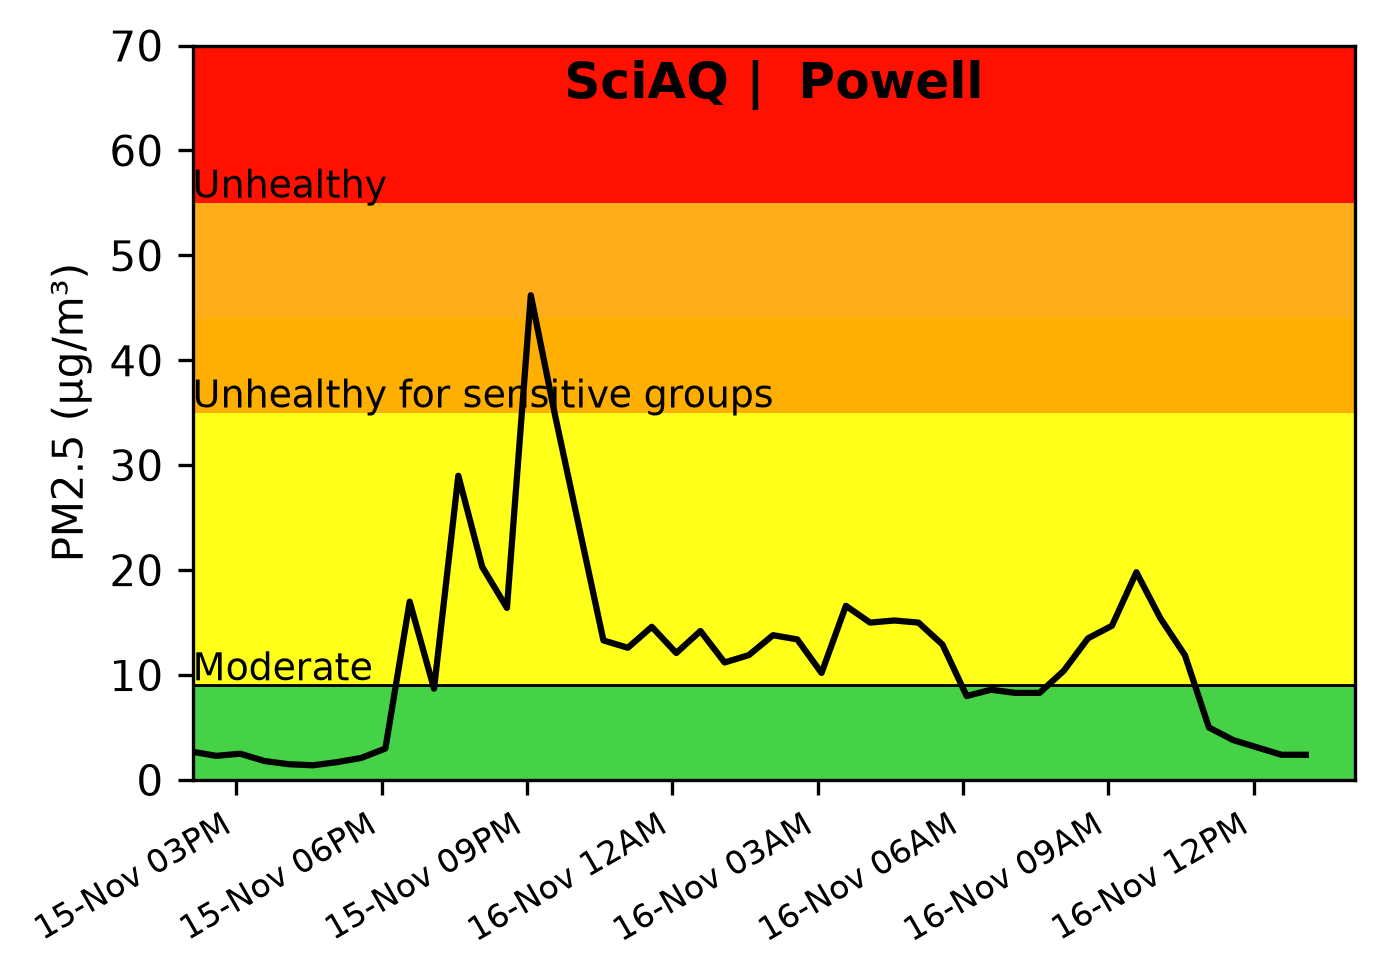 SciAQ |  Powell
PM2.5 (µg/m³)
70
60
50
40
30
20
10
0
Unhealthy
Unhealthy for sensitive groups
Moderate
15-Nov 03PM
15-Nov 06PM
15-Nov 09PM
16-Nov 12AM
16-Nov 03AM
16-Nov 06AM
16-Nov 09AM
16-Nov 12PM